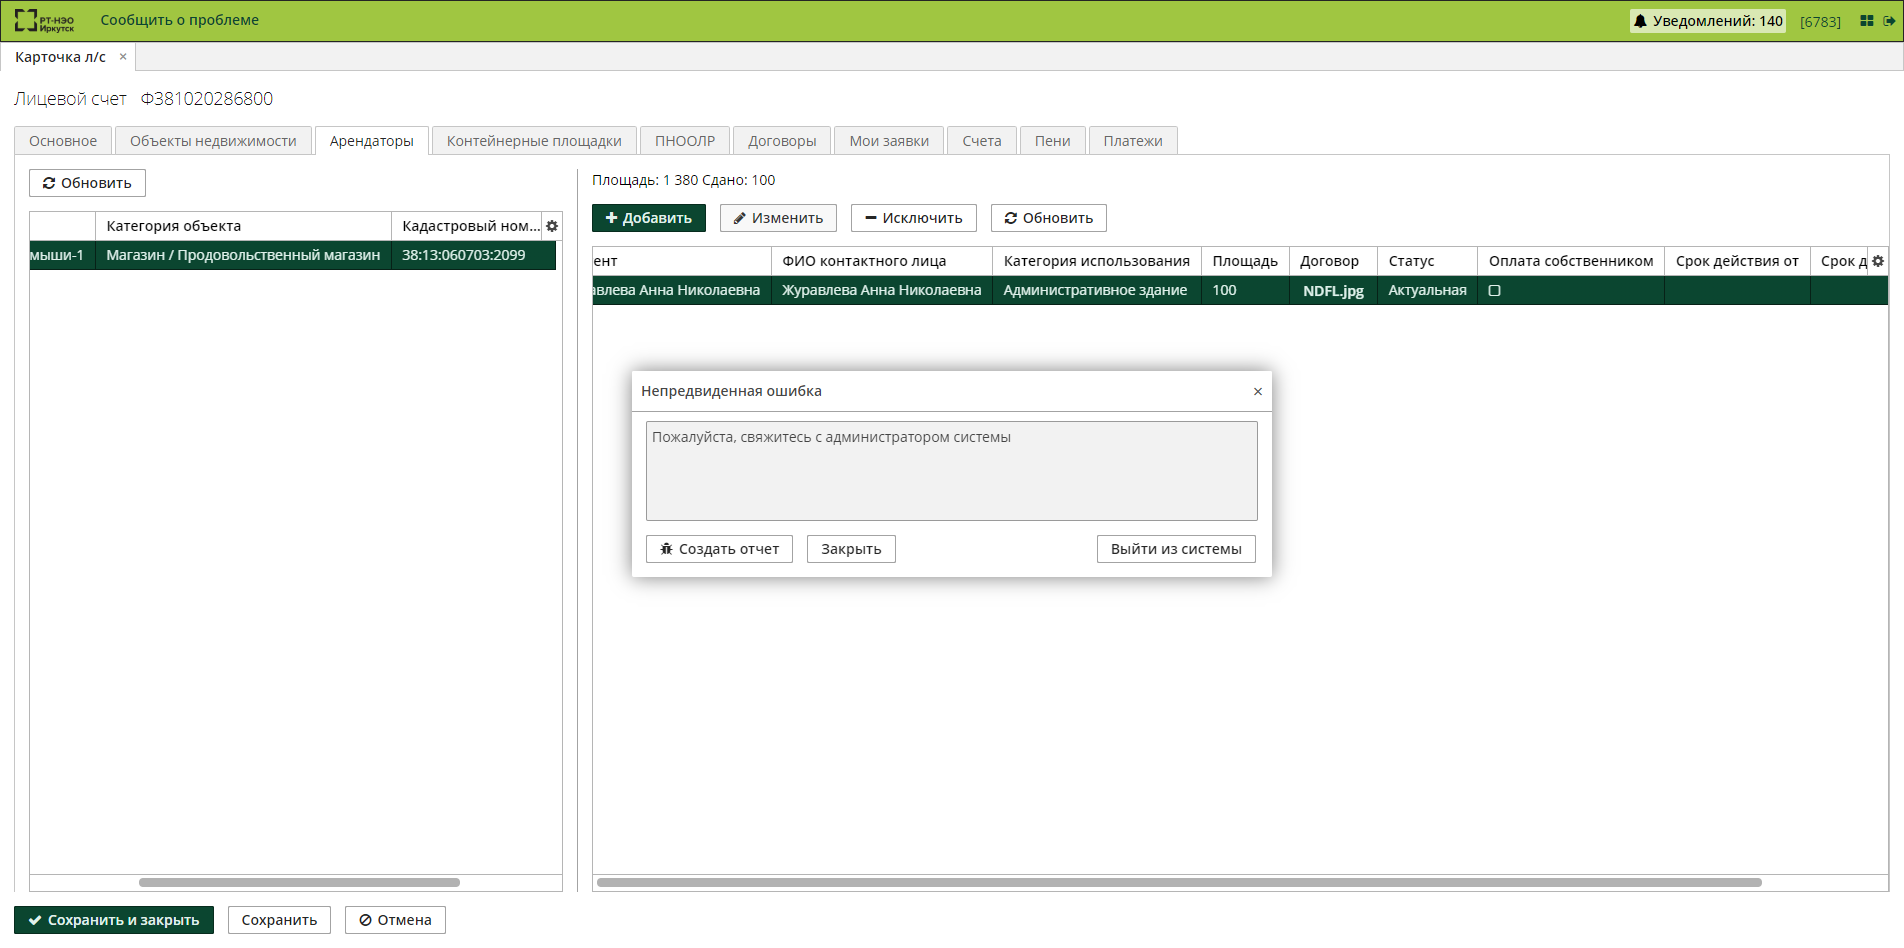 РТ-НЭО Иркутск
Сообщить о проблеме
Уведомлений: 140
[6783]
Карточка л/с ×
Лицевой счет Ф381020286800
Основное
Объекты недвижимости
Арендаторы
Контейнерные площадки
ПНООЛР
Договоры
Мои заявки
Счета
Пени
Платежи
Обновить
Категория объекта
Кадастровый ном...
мыши-1
Магазин / Продовольственный магазин
38:13:060703:2099
Площадь: 1 380 Сдано: 100
Добавить
Изменить
Исключить
Обновить
ент
ФИО контактного лица
Категория использования
Площадь
Договор
Статус
Оплата собственником
Срок действия от
Срок д
авлева Анна Николаевна
Журавлева Анна Николаевна
Административное здание
100
NDFL.jpg
Актуальная
Непредвиденная ошибка ×
Пожалуйста, свяжитесь с администратором системы
Создать отчет
Закрыть
Выйти из системы
Сохранить и закрыть
Сохранить
Отмена